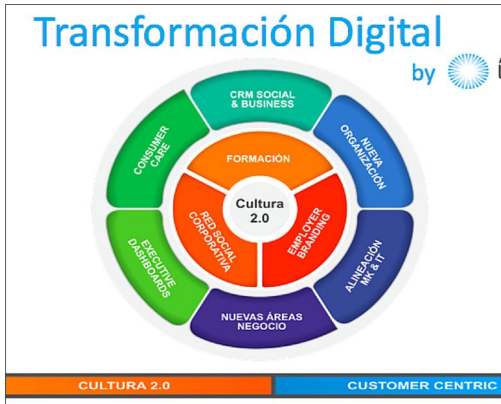 Transformación Digital
by
CRM SOCIAL
& BUSINESS
NUEVA
ORGANIZACIÓN
ALINEACIÓN
MK & IT
NUEVAS ÁREAS
NEGOCIO
EXECUTIVE
DASHBOARDS
CONSUMER
CARE
FORMACIÓN
EMPLOYER
BRANDING
RED SOCIAL
CORPORATIVA
Cultura
2.0
CULTURA 2.0
CUSTOMER CENTRIC